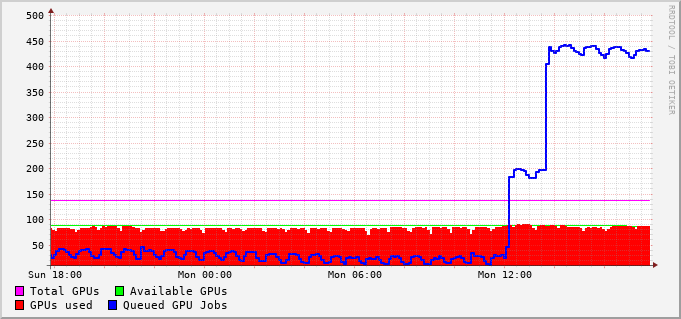 500
450
400
350
300
250
200
150
100
50
Sun 18:00 Mon 00:00 Mon 06:00 Mon 12:00
Total GPUs Available GPUs
GPUs used Queued GPU Jobs
RRDTOOL / TOBI OETIKER